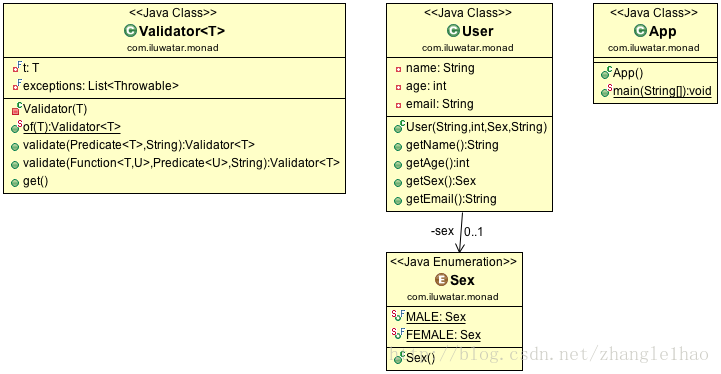 <<Java Class>>
Validator<T>
com.iluwatar.monad
t: T
exceptions: List<Throwable>
Validator(T)
of(T):Validator<T>
validate(Predicate<T>,String):Validator<T>
validate(Function<T,U>,Predicate<U>,String):Validator<T>
get()
<<Java Class>>
User
com.iluwatar.monad
name: String
age: int
email: String
User(String,int,Sex,String)
getName():String
getAge():int
getSex():Sex
getEmail():String
<<Java Class>>
App
com.iluwatar.monad
App()
main(String[]):void
-sex 0..1
<<Java Enumeration>>
Sex
com.iluwatar.monad
MALE: Sex
FEMALE: Sex
Sex()
http://blog.csdn.net/zhanglelhao